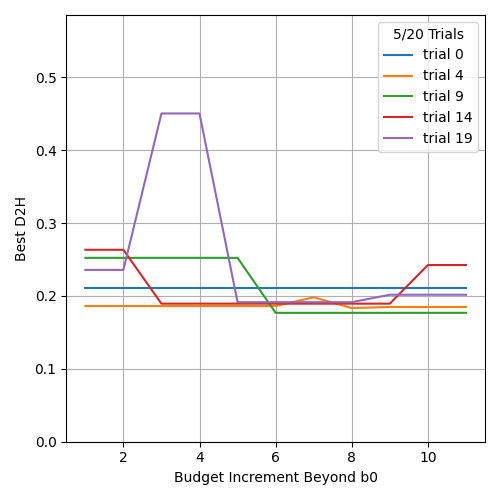 5/20 Trials
trial 0
trial 4
trial 9
trial 14
trial 19
Best D2H
0.5
0.4
0.3
0.2
0.1
0.0
2 4 6 8 10
Budget Increment Beyond b0